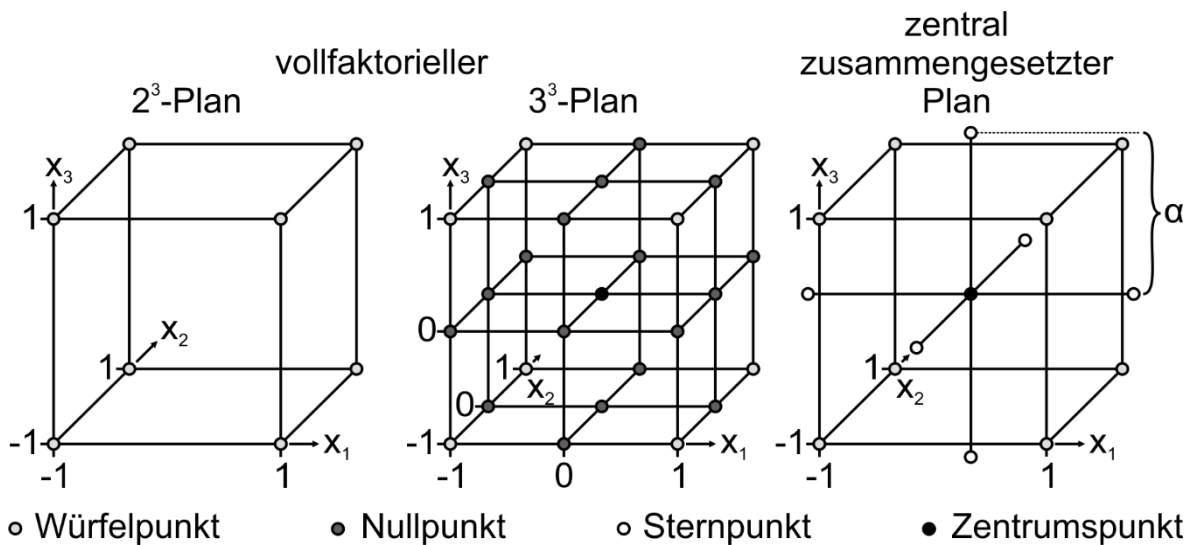 vollfaktorieller
2³-Plan
3³-Plan
zentral
zusammengesetzter
Plan
x₃
1
x₂
1
-1
x₁
-1
1
x₃
1
0
1
x₂
0
-1
x₁
-1
0
1
x₃
1
α
1
x₂
-1
x₁
-1
1
Würfelpunkt
Nullpunkt
Sternpunkt
Zentrumspunkt